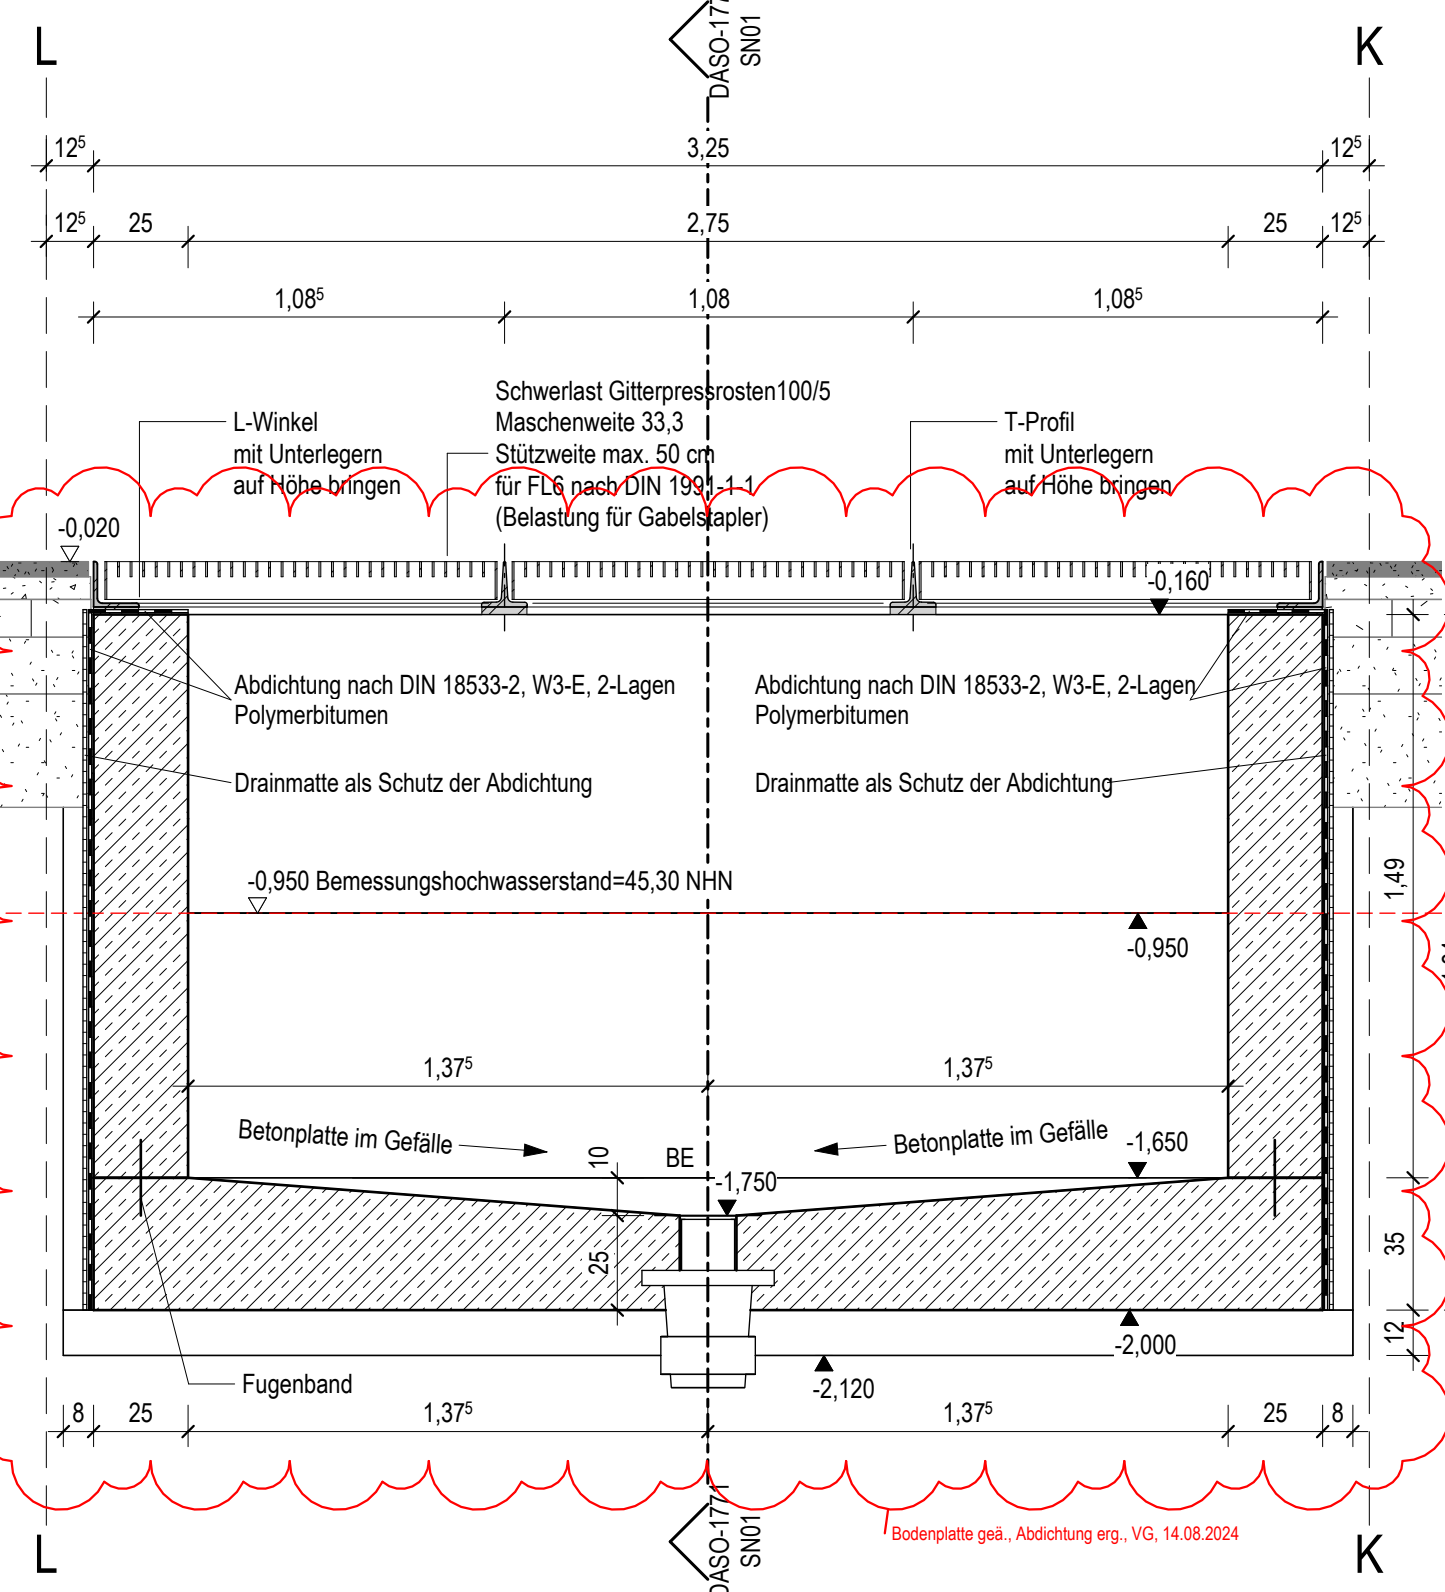 L
DASO-177
SN01
K
12⁵
3,25
12⁵
12⁵
25
2,75
25
12⁵
1,08⁵
1,08
1,08⁵
L-Winkel
mit Unterlegern
auf Höhe bringen
Schwerlast Gitterpressrosten100/5
Maschenweite 33,3
Stützweite max. 50 cm
für FL6 nach DIN 1991-1-1
(Belastung für Gabelstapler)
T-Profil
mit Unterlegern
auf Höhe bringen
-0,020
-0,160
Abdichtung nach DIN 18533-2, W3-E, 2-Lagen
Polymerbitumen
Abdichtung nach DIN 18533-2, W3-E, 2-Lagen
Polymerbitumen
Drainmatte als Schutz der Abdichtung
Drainmatte als Schutz der Abdichtung
-0,950 Bemessungshochwasserstand=45,30 NHN
1,49
-0,950
1,37⁵
1,37⁵
Betonplatte im Gefälle
Betonplatte im Gefälle
10
BE
-1,650
-1,750
25
35
12
-2,000
-2,120
Fugenband
8
25
1,37⁵
1,37⁵
25
8
DASO-1771
SN01
Bodenplatte geä., Abdichtung erg., VG, 14.08.2024
L
K